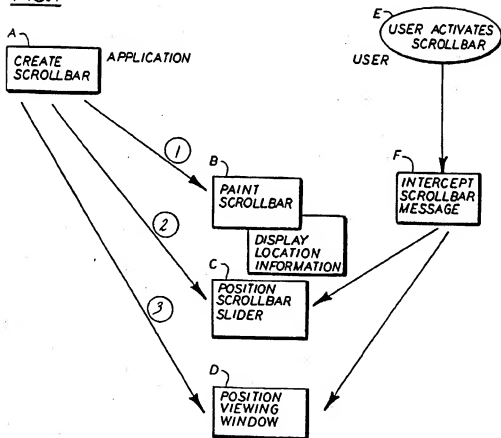 A
CREATE
SCROLLBAR
APPLICATION
E
USER ACTIVATES
SCROLLBAR
USER
1
B
PAINT
SCROLLBAR
F
INTERCEPT
SCROLLBAR
MESSAGE
2
DISPLAY
LOCATION
INFORMATION
C
POSITION
SCROLLBAR
SLIDER
3
D
POSITION
VIEWING
WINDOW